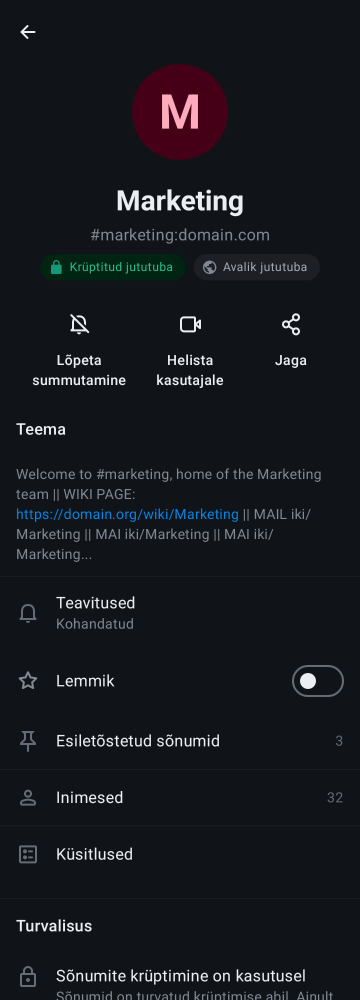 M
Marketing
#marketing:domain.com
Krüptitud jututuba
Avalik jututuba
Lõpeta
summutamine
Helista
kasutajale
Jaga
Teema
Welcome to #marketing, home of the Marketing
team || WIKI PAGE:
https://domain.org/wiki/Marketing || MAIL iki/
Marketing || MAI iki/Marketing || MAI iki/
Marketing...
Teavitused
Kohandatud
Lemmik
Esiletõstetud sõnumid 3
Inimesed 32
Küsitlused
Turvalisus
Sõnumite krüptimine on kasutusel
Sõnumid on turvatud krüptimise abil. Ainult